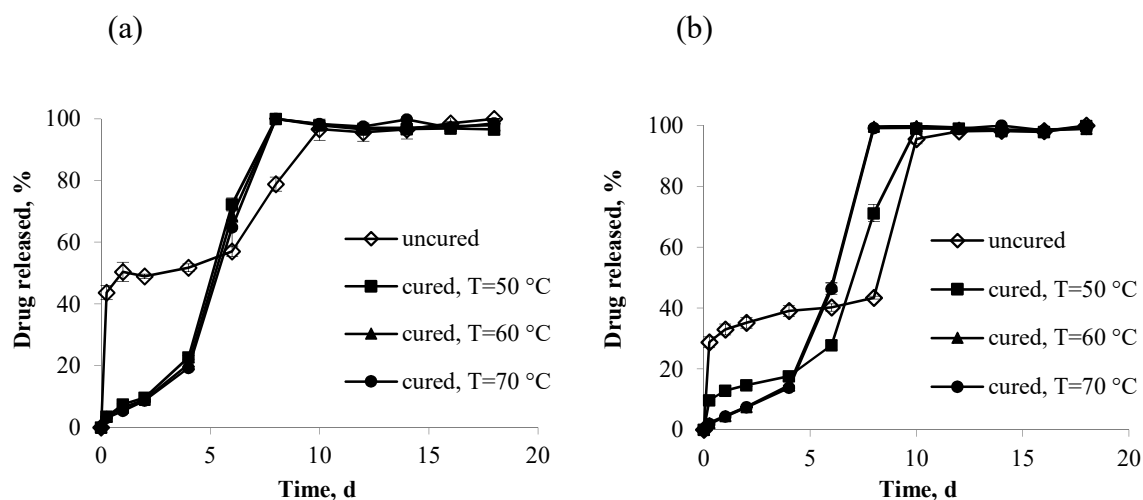 (a)
100
80
60
40
20
0
Drug released, %
0 5 10 15 20
Time, d
uncured
cured, T=50 °C
cured, T=60 °C
cured, T=70 °C
(b)
100
80
60
40
20
0
Drug released, %
0 5 10 15 20
Time, d
uncured
cured, T=50 °C
cured, T=60 °C
cured, T=70 °C